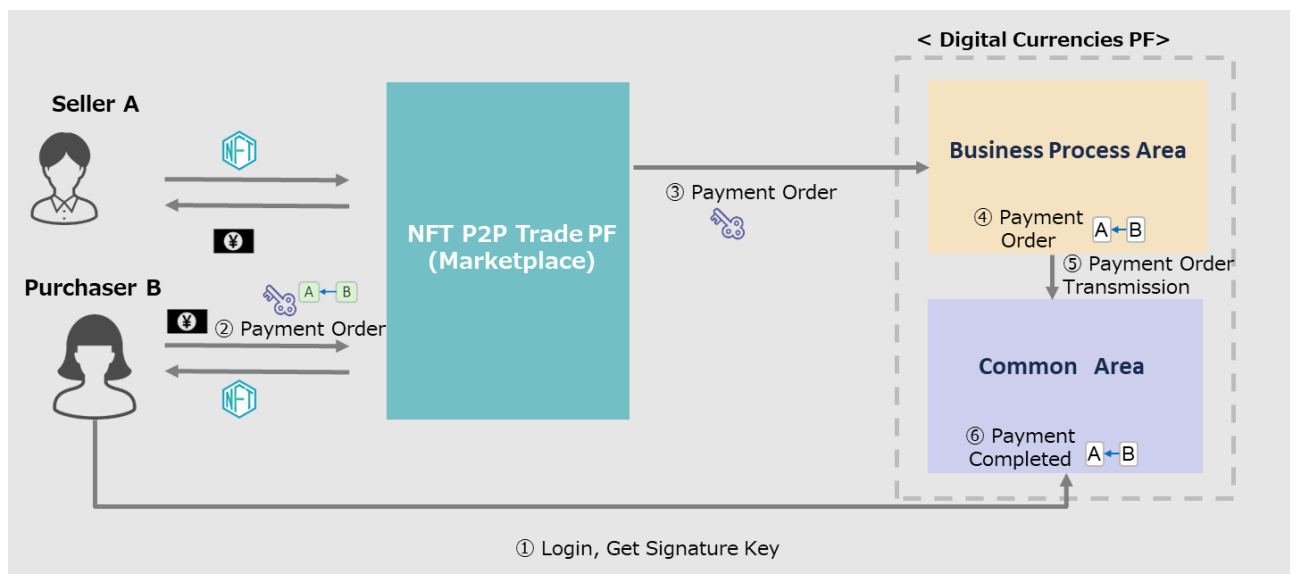 < Digital Currencies PF>
Seller A
NFT
¥
NFT P2P Trade PF
(Marketplace)
③ Payment Order
Business Process Area
④ Payment
Order
A B
⑤ Payment Order
Transmission
Purchaser B
A B
¥
② Payment Order
NFT
Common Area
⑥ Payment
Completed
A B
① Login, Get Signature Key